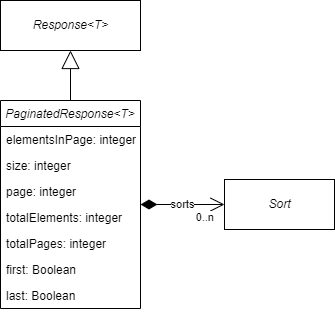 Response<T>
PaginatedResponse<T>
elementsInPage: integer
size: integer
page: integer
totalElements: integer
totalPages: integer
first: Boolean
last: Boolean
sorts
0..n
Sort